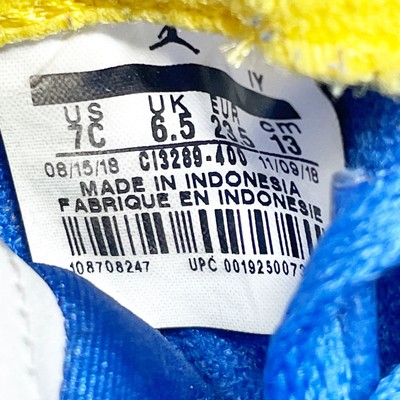 IY
US UK EUR cm
7C 6.5 23.5 13
08/15/18 CI3289-400 11/09/18
MADE IN INDONESIA
FABRIQUE EN INDONESIE
108708247 UPC 0019250073